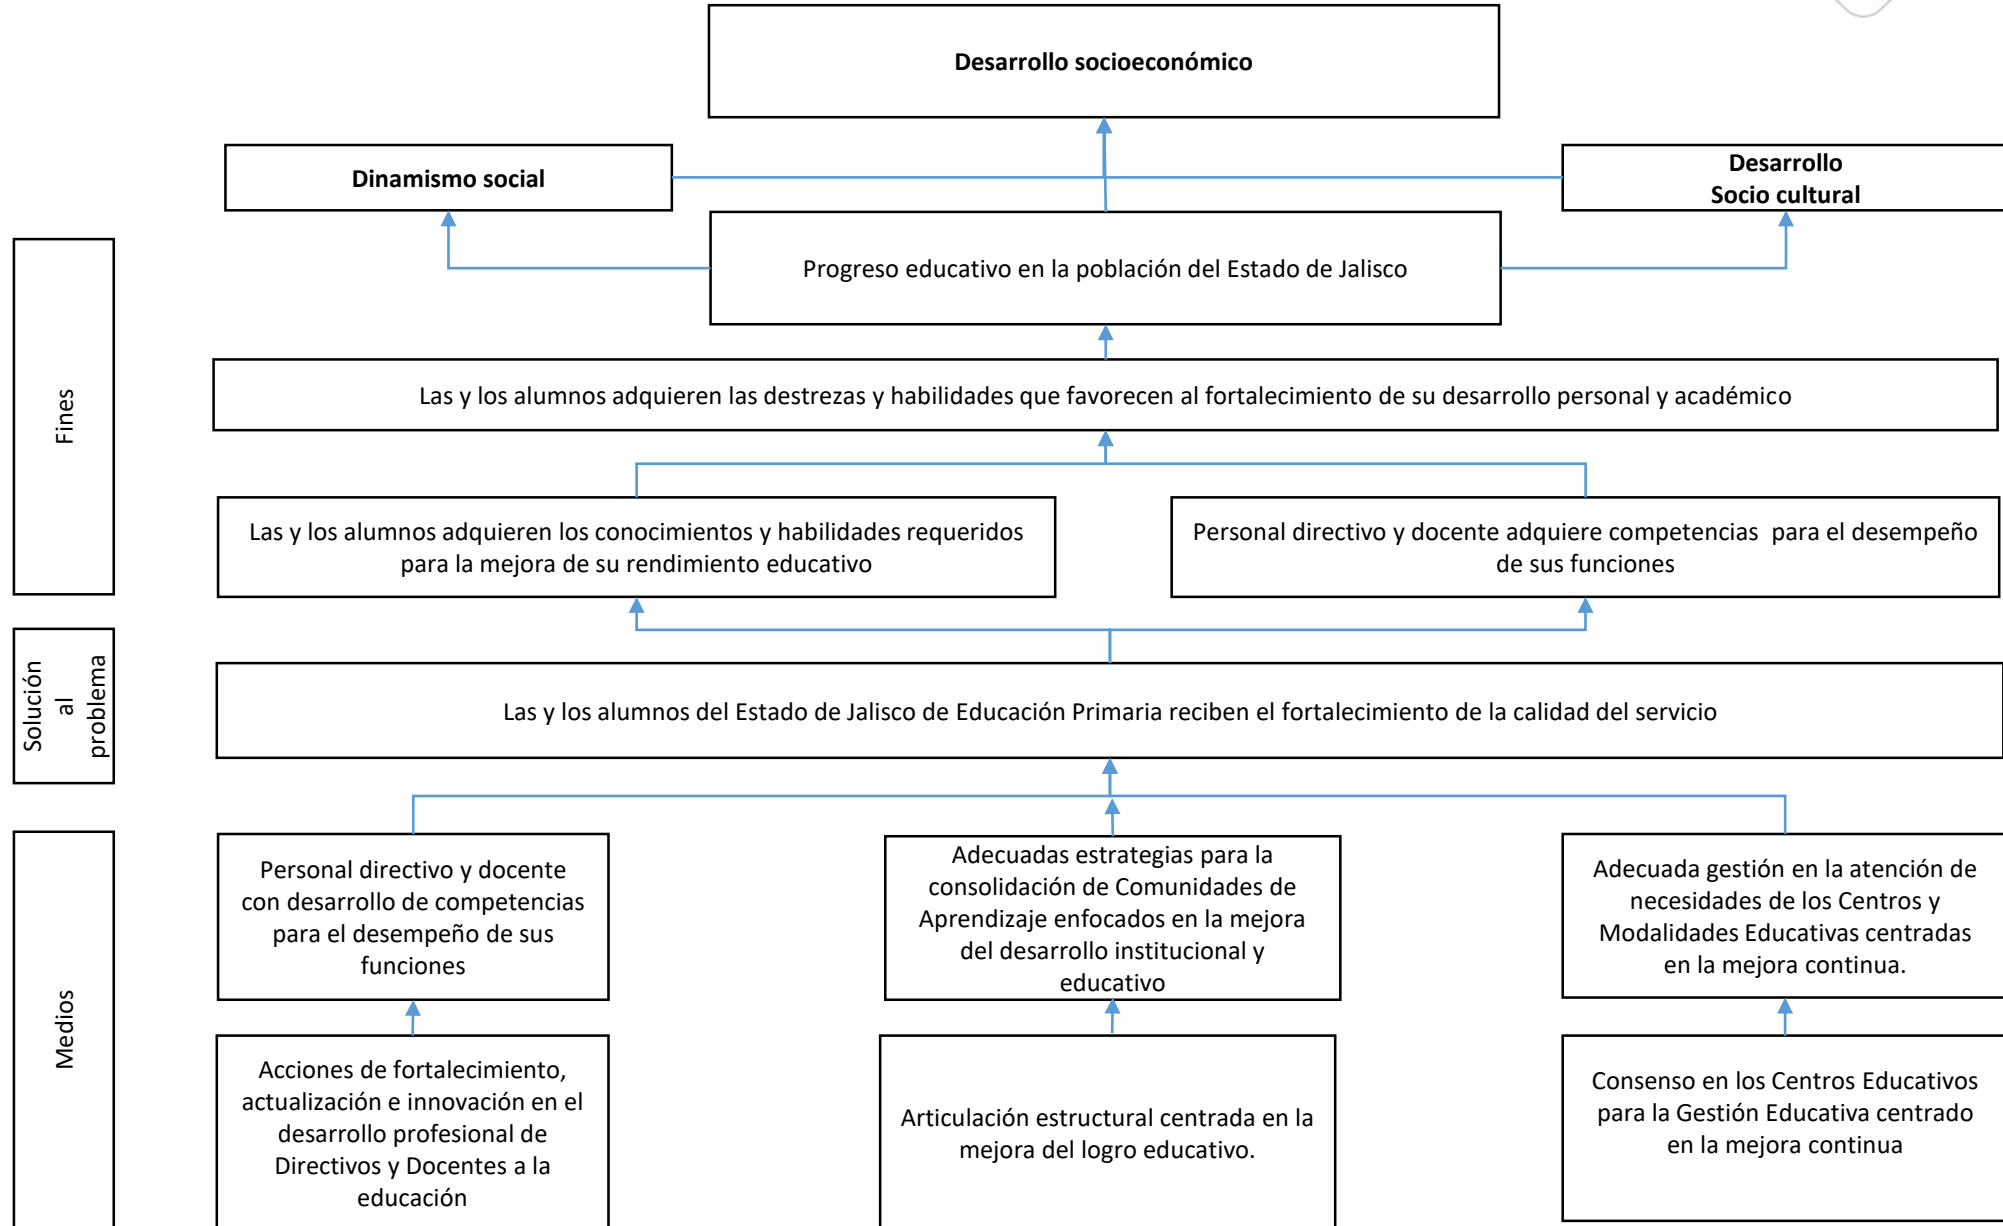 Desarrollo socioeconómico
Dinamismo social
Desarrollo
Socio cultural
Progreso educativo en la población del Estado de Jalisco
Fines
Las y los alumnos adquieren las destrezas y habilidades que favorecen al fortalecimiento de su desarrollo personal y académico
Las y los alumnos adquieren los conocimientos y habilidades requeridos
para la mejora de su rendimiento educativo
Personal directivo y docente adquiere competencias  para el desempeño
de sus funciones
Solución
al
problema
Las y los alumnos del Estado de Jalisco de Educación Primaria reciben el fortalecimiento de la calidad del servicio
Medios
Personal directivo y docente
con desarrollo de competencias
para el desempeño de sus
funciones
Adecuadas estrategias para la
consolidación de Comunidades de
Aprendizaje enfocados en la mejora
del desarrollo institucional y
educativo
Adecuada gestión en la atención de
necesidades de los Centros y
Modalidades Educativas centradas
en la mejora continua.
Acciones de fortalecimiento,
actualización e innovación en el
desarrollo profesional de
Directivos y Docentes a la
educación
Articulación estructural centrada en la
mejora del logro educativo.
Consenso en los Centros Educativos
para la Gestión Educativa centrado
en la mejora continua